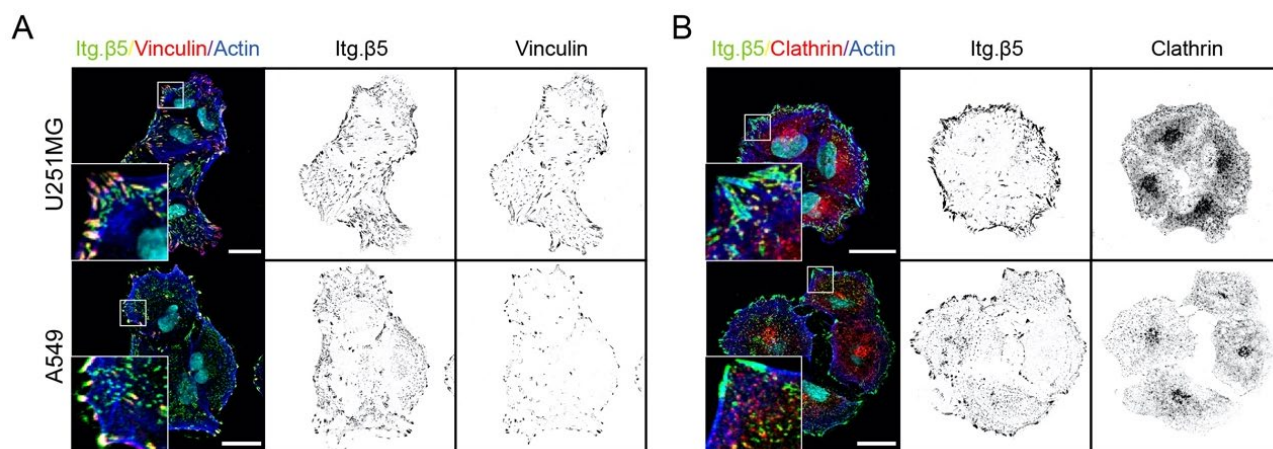 A
Itg.β5/Vinculin/Actin Itg.β5 Vinculin
U251MG
A549
B
Itg.β5/Clathrin/Actin Itg.β5 Clathrin